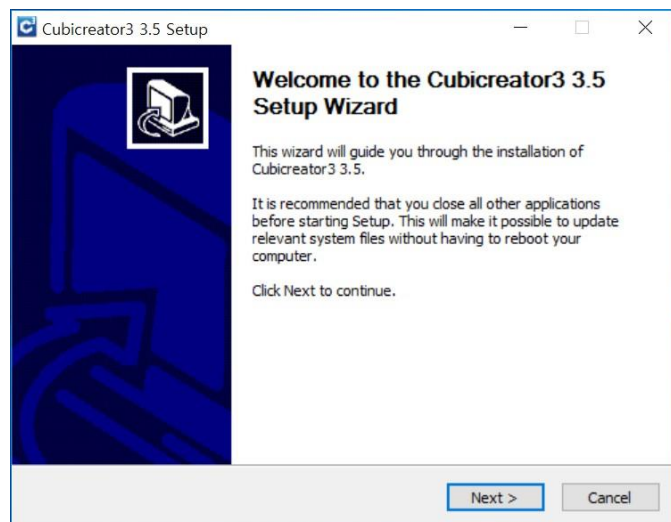 Cubicreator3 3.5 Setup
Welcome to the Cubicreator3 3.5
Setup Wizard
This wizard will guide you through the installation of
Cubicreator3 3.5.
It is recommended that you close all other applications
before starting Setup. This will make it possible to update
relevant system files without having to reboot your
computer.
Click Next to continue.
Next >
Cancel